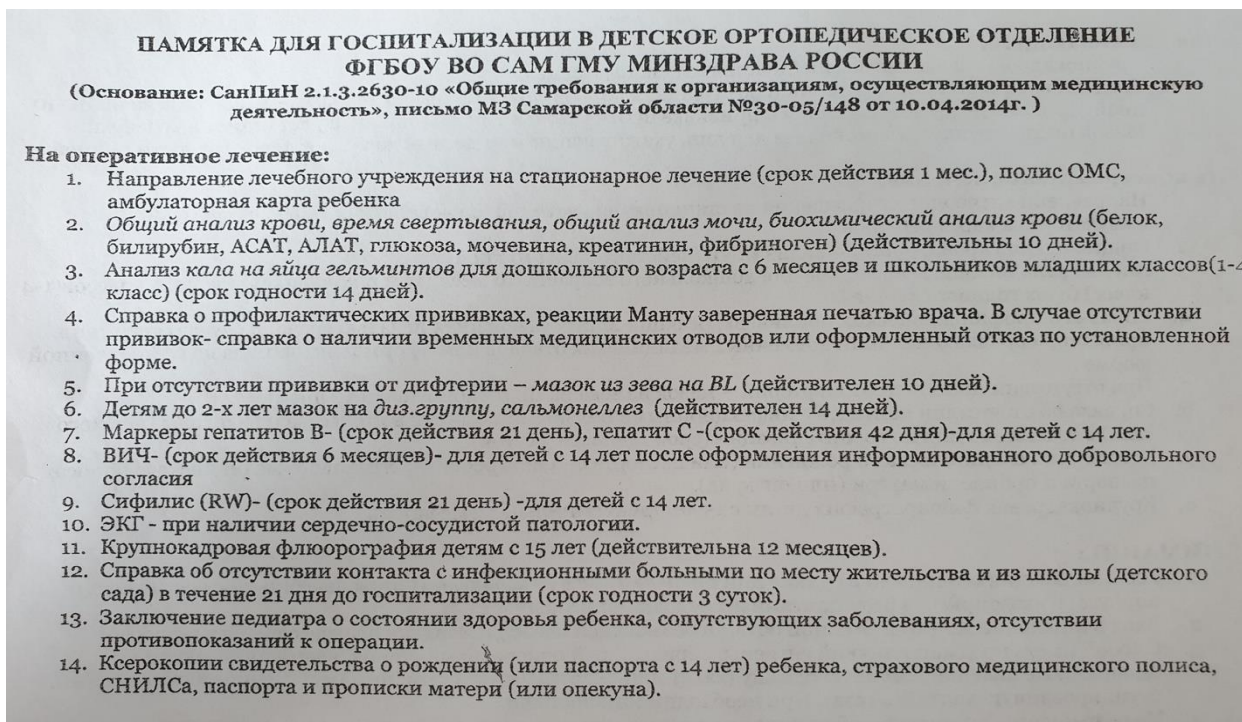 ПАМЯТКА ДЛЯ ГОСПИТАЛИЗАЦИИ В ДЕТСКОЕ ОРТОПЕДИЧЕСКОЕ ОТДЕЛЕНИЕ
ФГБОУ ВО САМ ГМУ МИНЗДРАВА РОССИИ
(Основание: СанПиН 2.1.3.2630-10 «Общие требования к организациям, осуществляющим медицинскую
деятельность», письмо МЗ Самарской области №30-05/148 от 10.04.2014г. )
На оперативное лечение:
1. Направление лечебного учреждения на стационарное лечение (срок действия 1 мес.), полис ОМС,
амбулаторная карта ребенка
2. Общий анализ крови, время свертывания, общий анализ мочи, биохимический анализ крови (белок,
билирубин, АСАТ, АЛАТ, глюкоза, мочевина, креатинин, фибриноген) (действительны 10 дней).
3. Анализ кала на яйца гельминтов для дошкольного возраста с 6 месяцев и школьников младших классов(1-4
класс) (срок годности 14 дней).
4. Справка о профилактических прививках, реакции Манту заверенная печатью врача. В случае отсутствии
прививок- справка о наличии временных медицинских отводов или оформленный отказ по установленной
форме.
5. При отсутствии прививки от дифтерии – мазок из зева на BL (действителен 10 дней).
6. Детям до 2-х лет мазок на диз.группу, сальмонеллез (действителен 14 дней).
7. Маркеры гепатитов В- (срок действия 21 день), гепатит С -(срок действия 42 дня)-для детей с 14 лет.
8. ВИЧ- (срок действия 6 месяцев)- для детей с 14 лет после оформления информированного добровольного
согласия
9. Сифилис (RW)- (срок действия 21 день) -для детей с 14 лет.
10. ЭКГ - при наличии сердечно-сосудистой патологии.
11. Крупнокадровая флюорография детям с 15 лет (действительна 12 месяцев).
12. Справка об отсутствии контакта с инфекционными больными по месту жительства и из школы (детского
сада) в течение 21 дня до госпитализации (срок годности 3 суток).
13. Заключение педиатра о состоянии здоровья ребенка, сопутствующих заболеваниях, отсутствии
противопоказаний к операции.
14. Ксерокопии свидетельства о рождении (или паспорта с 14 лет) ребенка, страхового медицинского полиса,
СНИЛСа, паспорта и прописки матери (или опекуна).